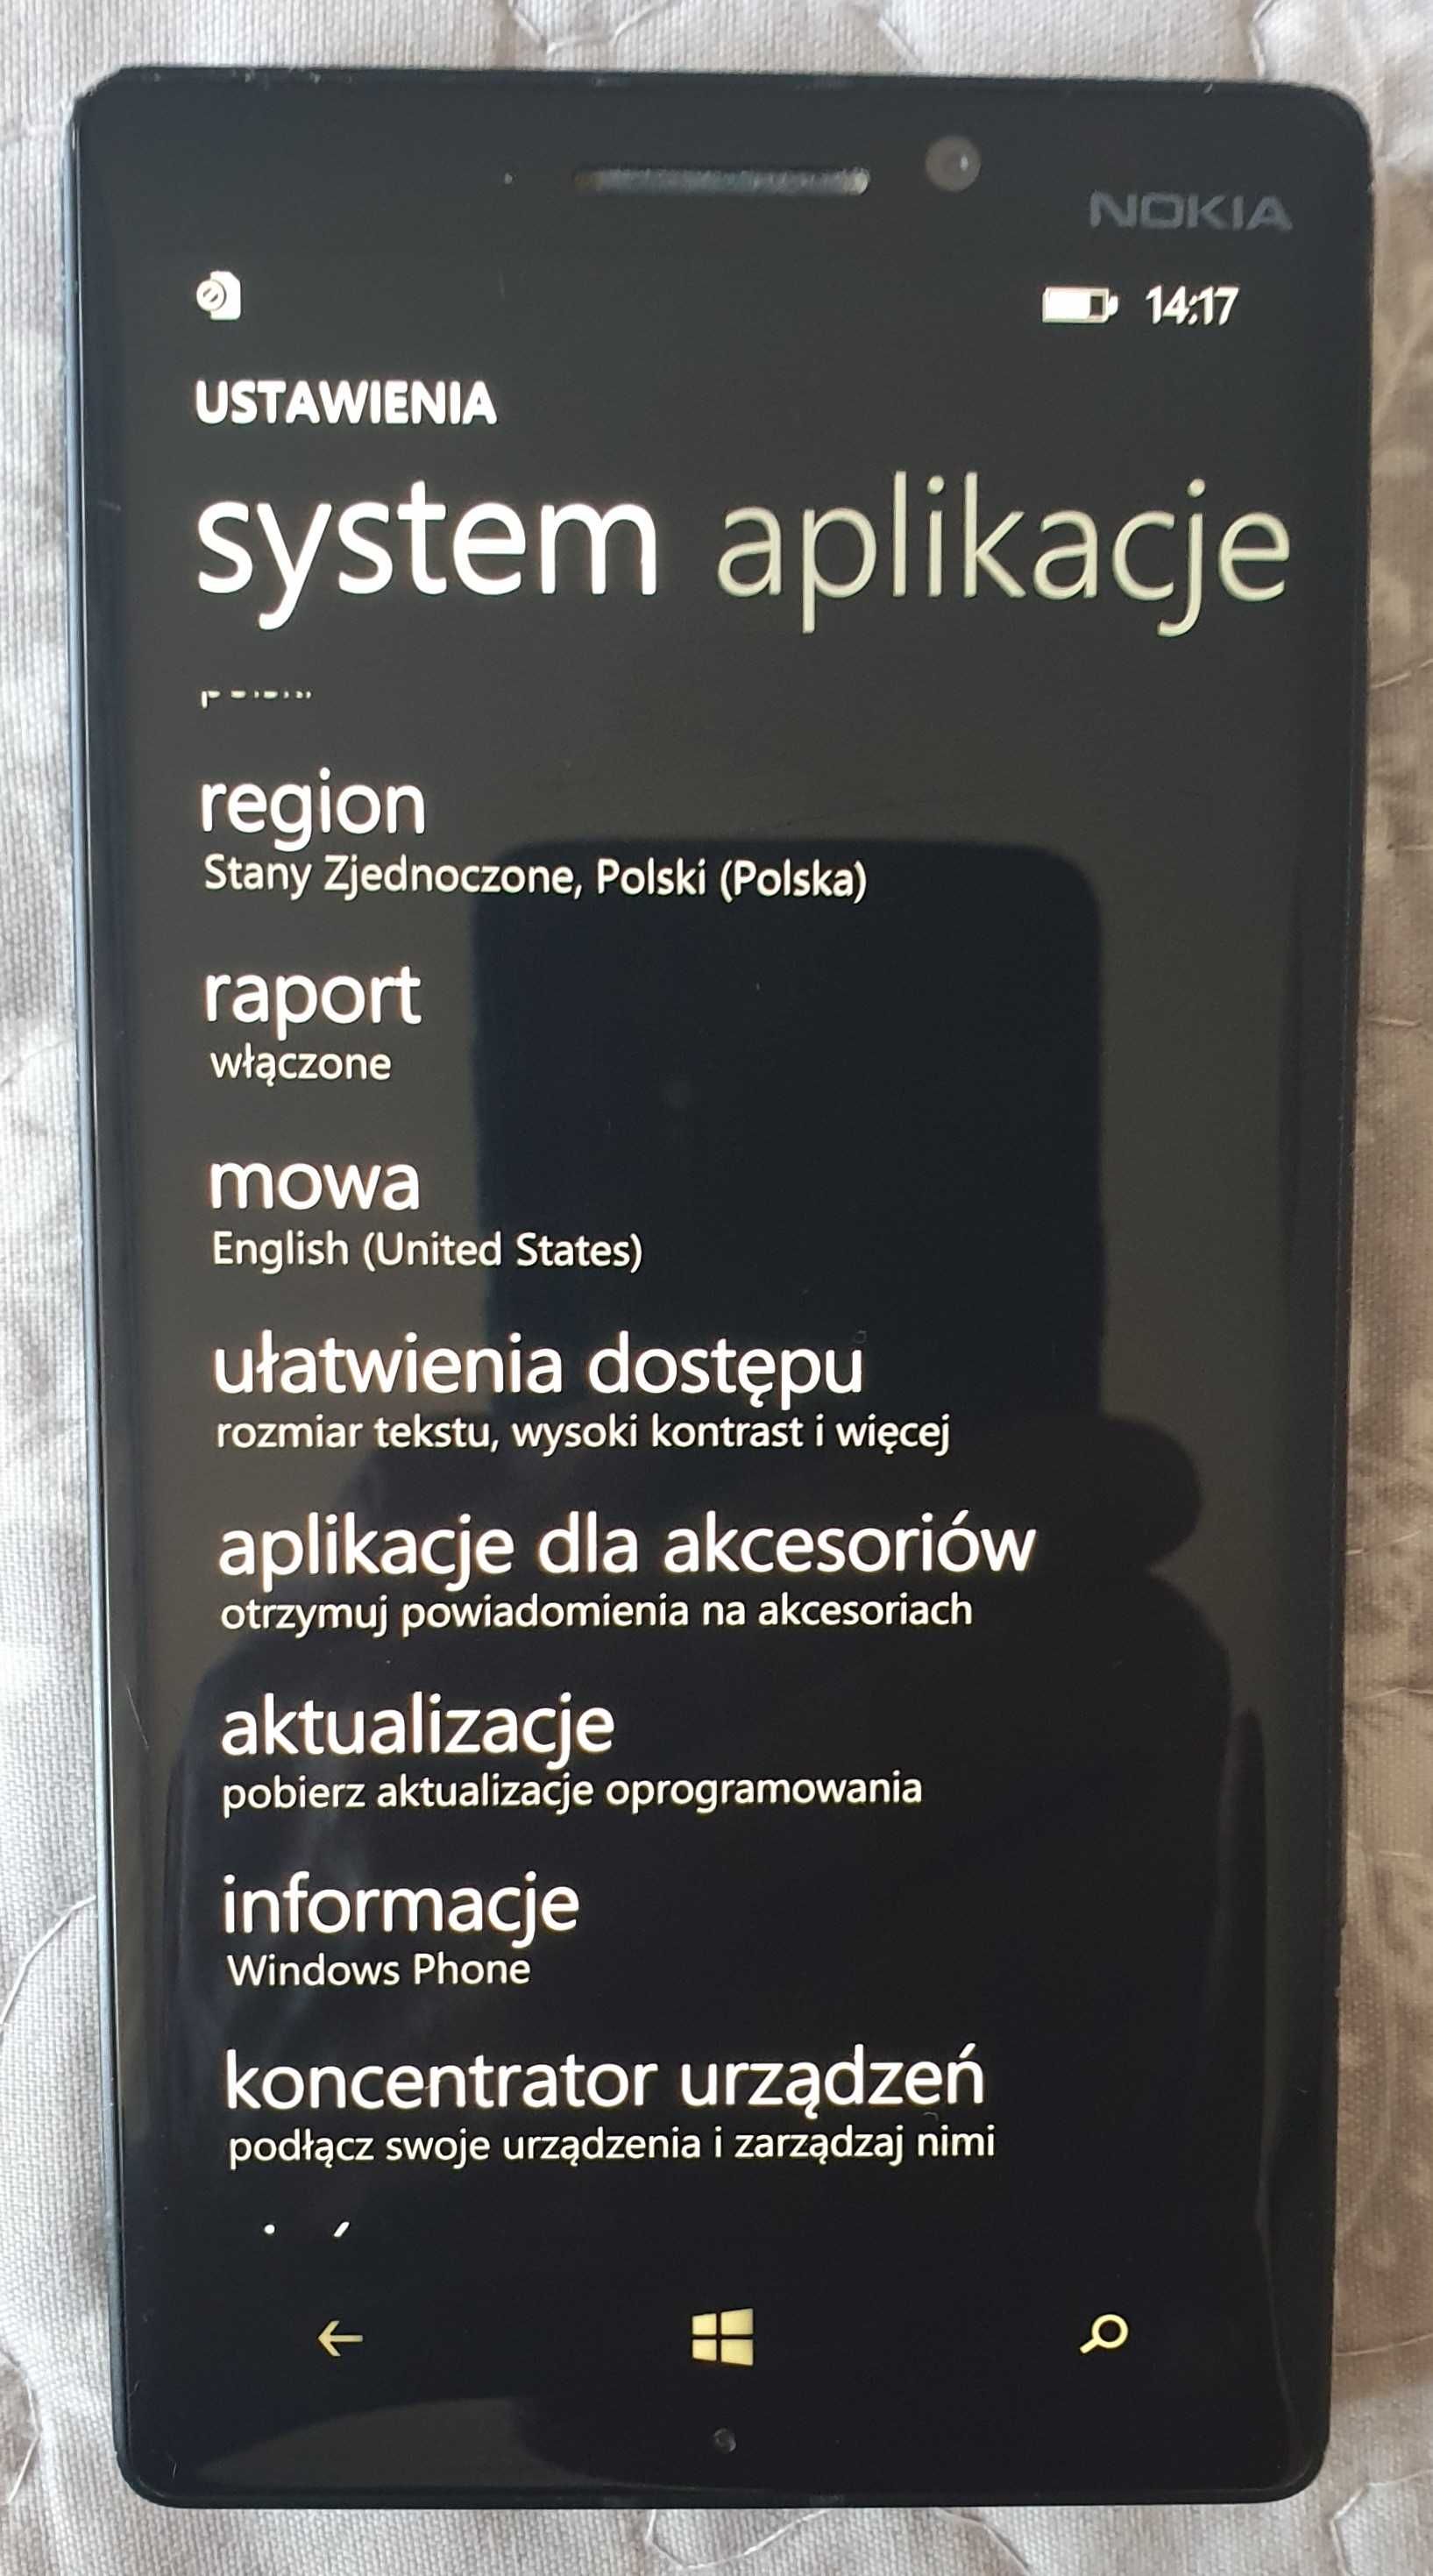 NOKIA
14:17
USTAWIENIA
system aplikacje
region
Stany Zjednoczone, Polski (Polska)
raport
włączone
mowa
English (United States)
ułatwienia dostępu
rozmiar tekstu, wysoki kontrast i więcej
aplikacje dla akcesoriów
otrzymuj powiadomienia na akcesoriach
aktualizacje
pobierz aktualizacje oprogramowania
informacje
Windows Phone
koncentrator urządzeń
podłącz swoje urządzenia i zarządzaj nimi